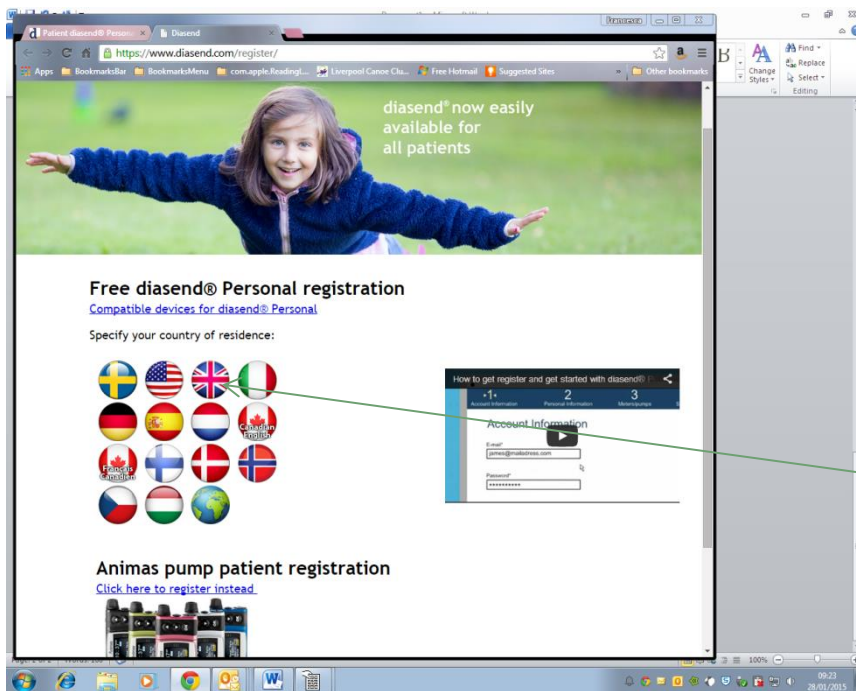 Francesca
Patient diasend® Persona
Diasend
https://www.diasend.com/register/
Apps BookmarksBar BookmarksMenu com.apple.ReadingL... Liverpool Canoe Clu... Free Hotmail Suggested Sites » Other bookmarks
Find
Replace
Select
Change
Styles
Editing
diasend® now easily
available for
all patients
Free diasend® Personal registration
Compatible devices for diasend® Personal
Specify your country of residence:
Canadian
English
Français
Canadien
How to get register and get started with diasend®
1 2 3
Account Information Personal Information Meters/pumps
Account Information
E-mail*
james@mailadress.com
Password*
**********
Animas pump patient registration
Click here to register instead
100%
09:23
28/01/2015